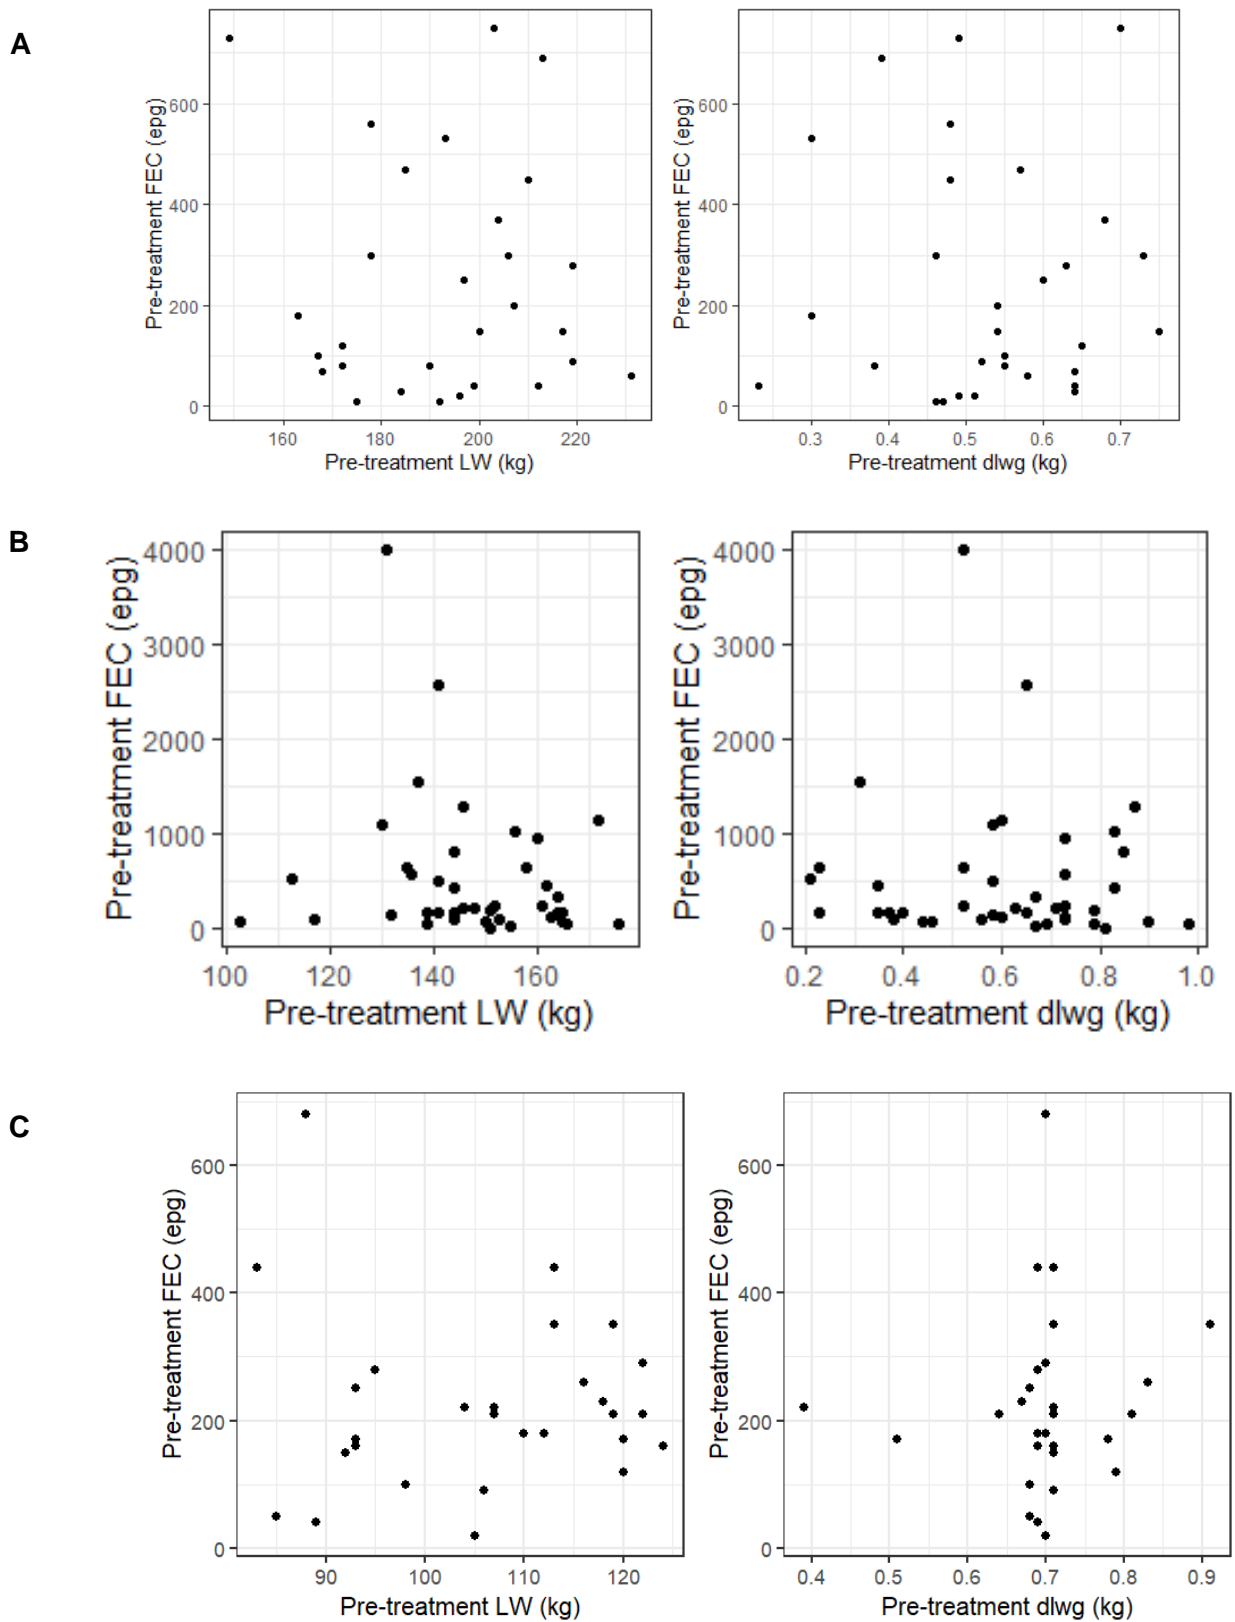 A
Pre-treatment FEC (epg)
600
400
200
0
160 180 200 220
Pre-treatment LW (kg)
Pre-treatment FEC (epg)
600
400
200
0
0.3 0.4 0.5 0.6 0.7
Pre-treatment dlwg (kg)
B
Pre-treatment FEC (epg)
4000
3000
2000
1000
0
100 120 140 160
Pre-treatment LW (kg)
Pre-treatment FEC (epg)
4000
3000
2000
1000
0
0.2 0.4 0.6 0.8 1.0
Pre-treatment dlwg (kg)
C
Pre-treatment FEC (epg)
600
400
200
0
90 100 110 120
Pre-treatment LW (kg)
Pre-treatment FEC (epg)
600
400
200
0
0.4 0.5 0.6 0.7 0.8 0.9
Pre-treatment dlwg (kg)